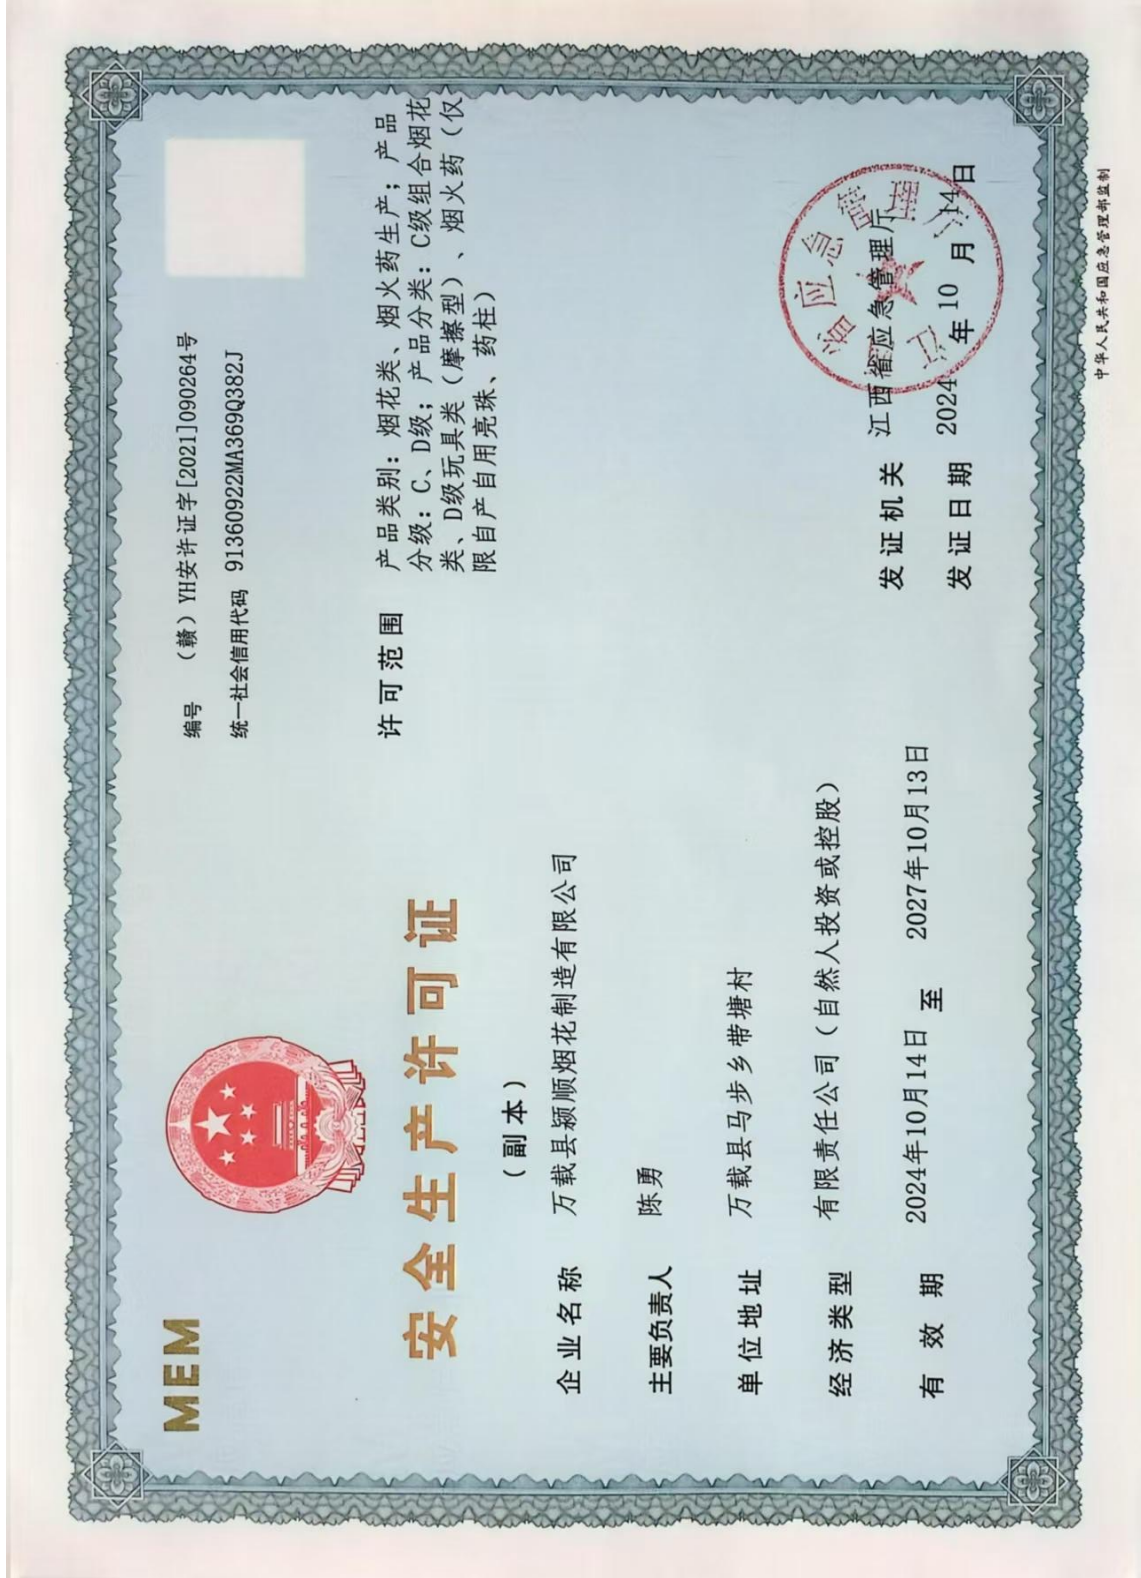 MEM
安全生产许可证
（副本）
企业名称 万载县颍顺烟花制造有限公司
主要负责人 陈勇
单位地址 万载县马步乡带塘村
经济类型 有限责任公司（自然人投资或控股）
有效期 2024年10月14日 至 2027年10月13日
编号 （赣）YH安许证字[2021]090264号
统一社会信用代码 91360922MA369Q382J
许可范围 产品类别：烟花类、烟火药生产；产品
分级：C、D级；产品分类：C级组合烟花
类、D级玩具类（摩擦型）、烟火药（仅
限自产自用亮珠、药柱）
发证机关 江西省应急管理厅
发证日期 2024年10月14日
江西省应急管理厅
中华人民共和国应急管理部监制